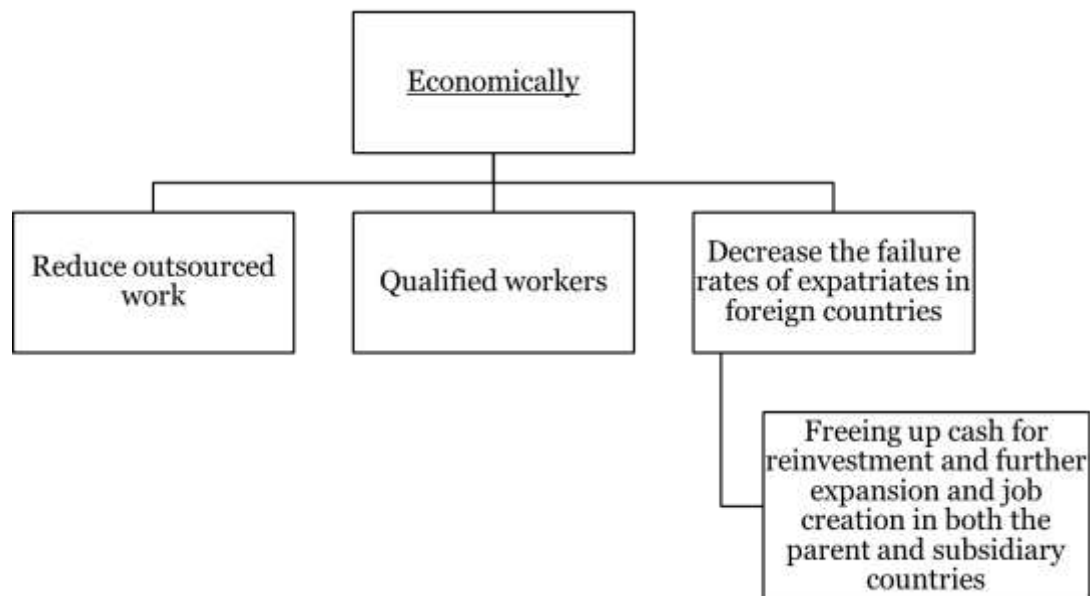 Economically
Reduce outsourced
work
Qualified workers
Decrease the failure
rates of expatriates in
foreign countries
Freeing up cash for
reinvestment and further
expansion and job
creation in both the
parent and subsidiary
countries